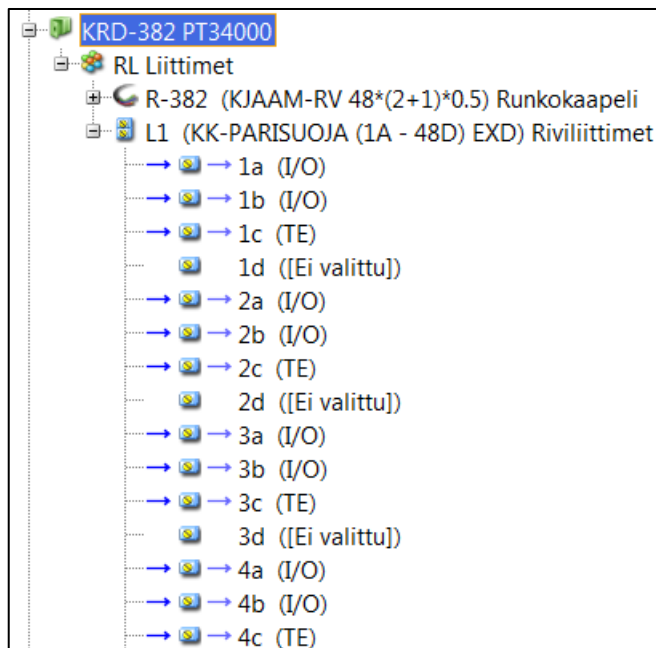 KRD-382 PT34000
RL Liittimet
R-382 (KJAAM-RV 48*(2+1)*0.5) Runkokaapeli
L1 (KK-PARISUOJA (1A - 48D) EXD) Riviliittimet
1a (I/O)
1b (I/O)
1c (TE)
1d ([Ei valittu])
2a (I/O)
2b (I/O)
2c (TE)
2d ([Ei valittu])
3a (I/O)
3b (I/O)
3c (TE)
3d ([Ei valittu])
4a (I/O)
4b (I/O)
4c (TE)